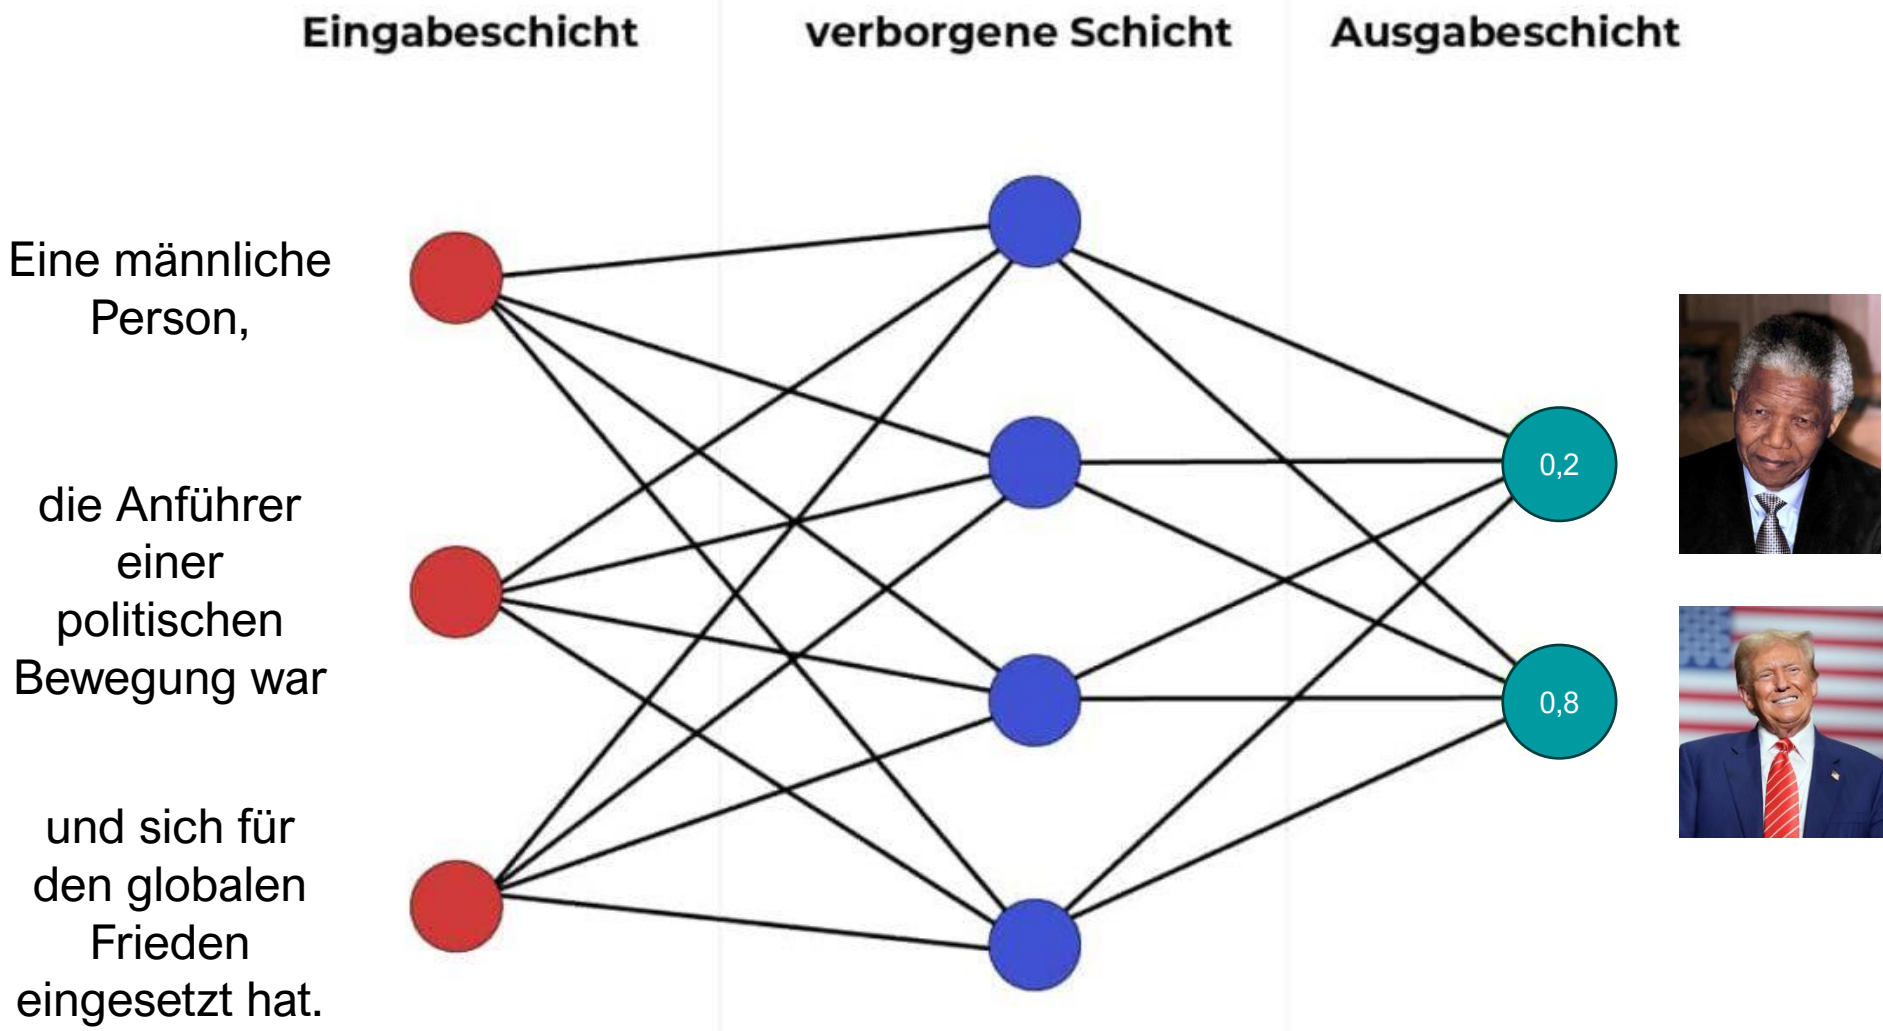 Eingabeschicht
verborgene Schicht
Ausgabeschicht
Eine männliche
Person,
die Anführer
einer
politischen
Bewegung war
und sich für
den globalen
Frieden
eingesetzt hat.
0,2
0,8